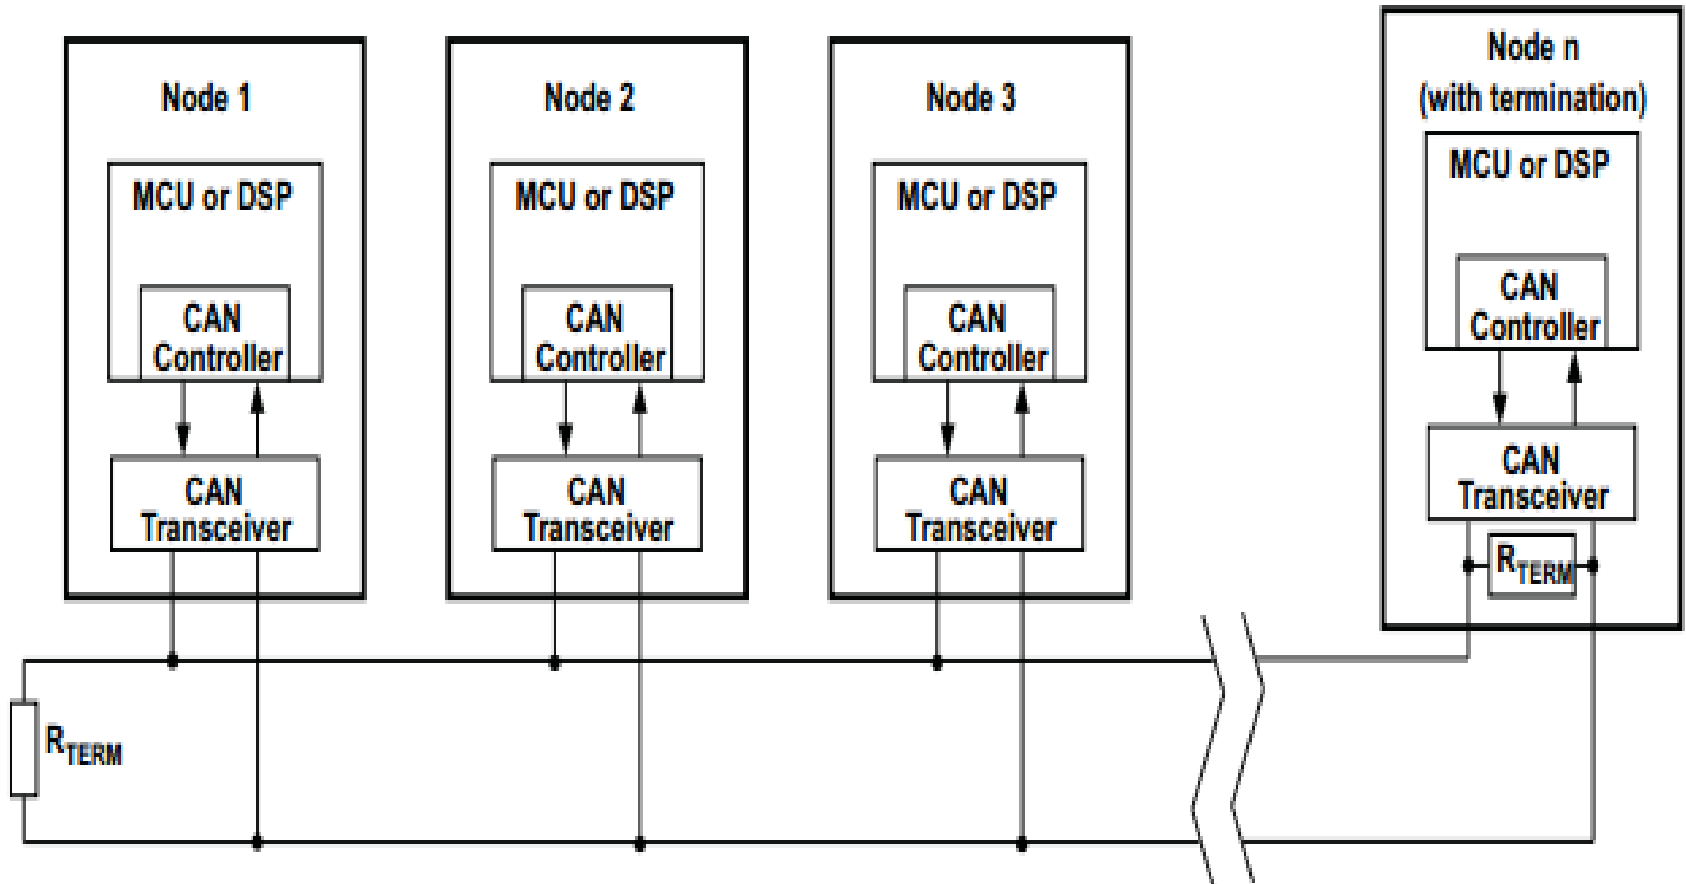 Node 1
MCU or DSP
CAN
Controller
CAN
Transceiver
Node 2
MCU or DSP
CAN
Controller
CAN
Transceiver
Node 3
MCU or DSP
CAN
Controller
CAN
Transceiver
Node n
(with termination)
MCU or DSP
CAN
Controller
CAN
Transceiver
RTERM
RTERM